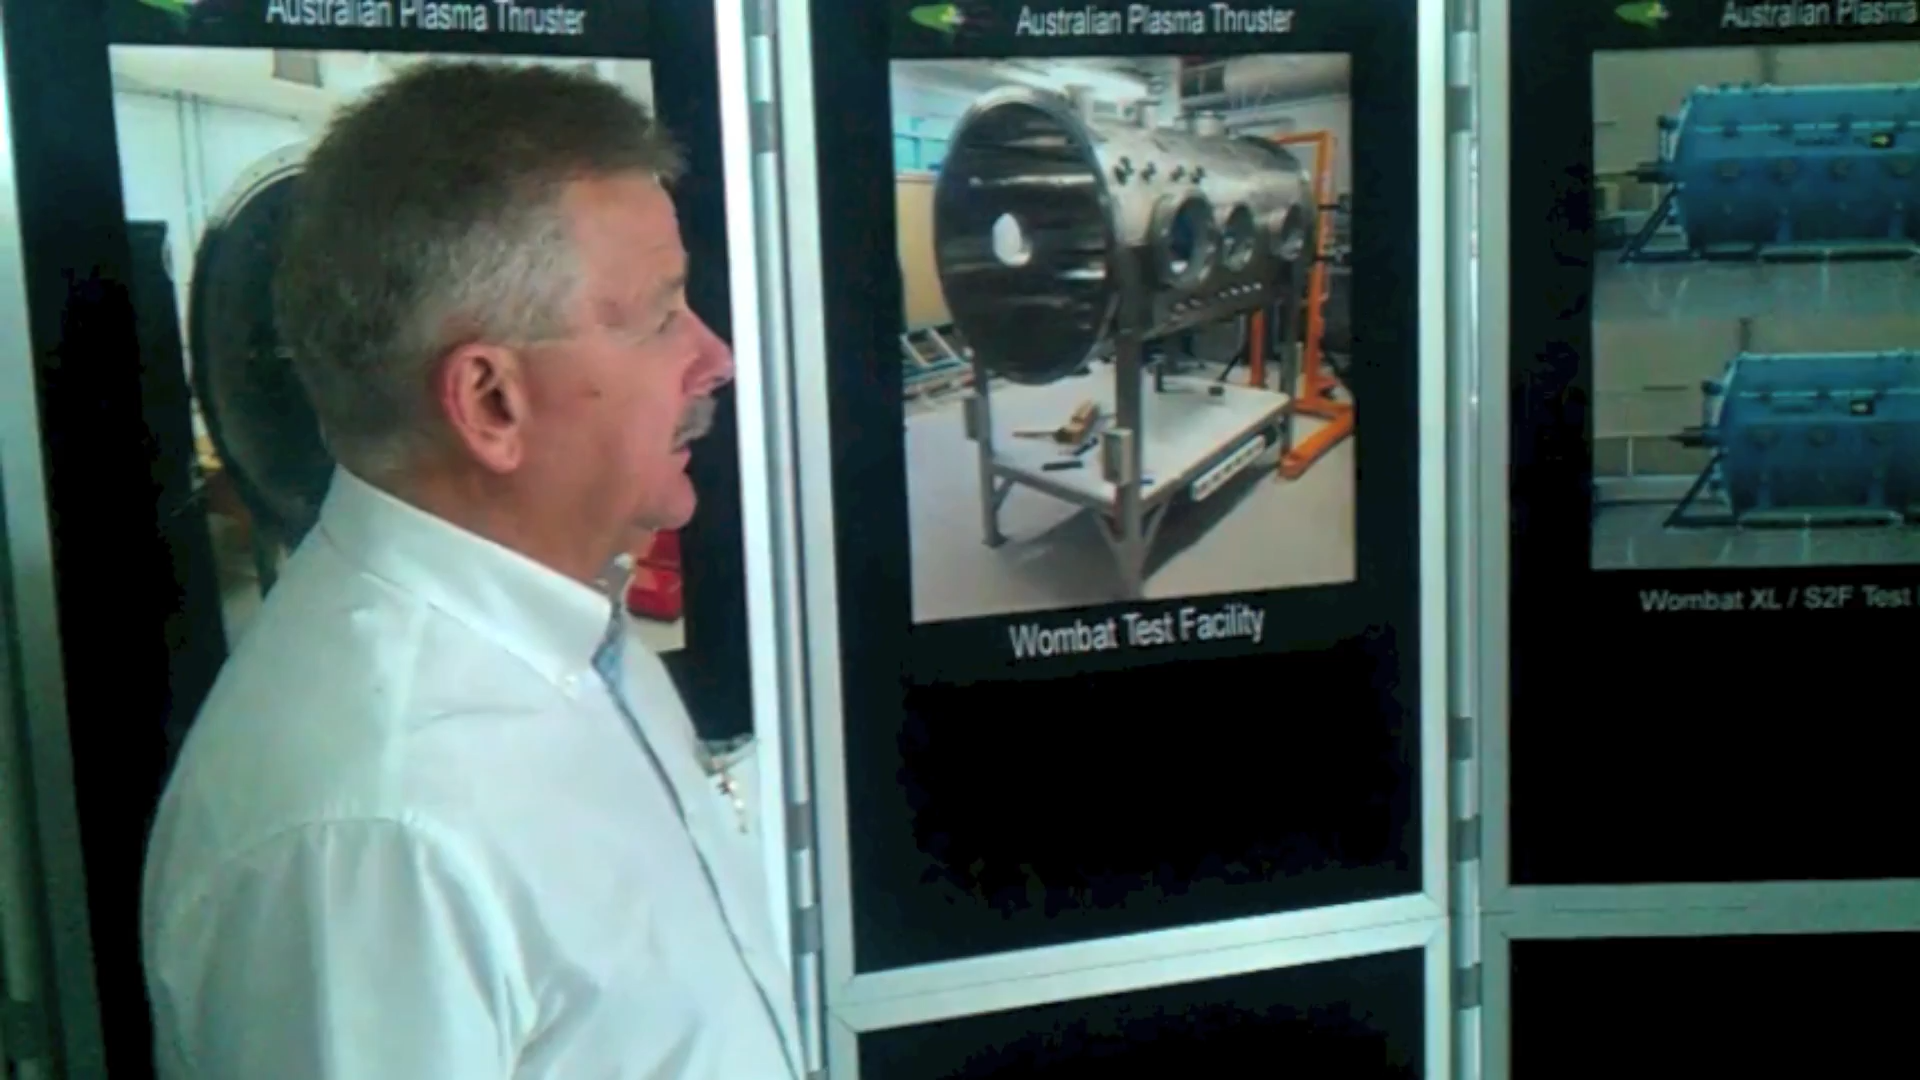 Australian Plasma Thruster
Australian Plasma Thruster
Wombat Test Facility
Australian Plasma
Wombat XL / S2F Test